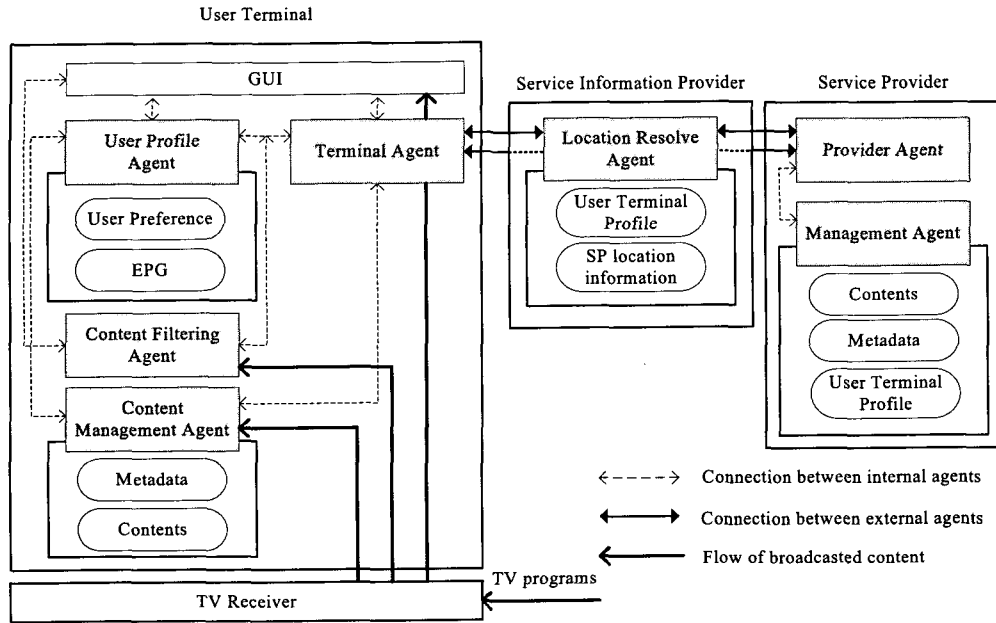 User Terminal
GUI
User Profile
Agent
Terminal Agent
User Preference
EPG
Content Filtering
Agent
Content
Management Agent
Metadata
Contents
TV Receiver
TV programs
Service Information Provider
Location Resolve
Agent
User Terminal
Profile
SP location
information
Service Provider
Provider Agent
Management Agent
Contents
Metadata
User Terminal
Profile
Connection between internal agents
Connection between external agents
Flow of broadcasted content